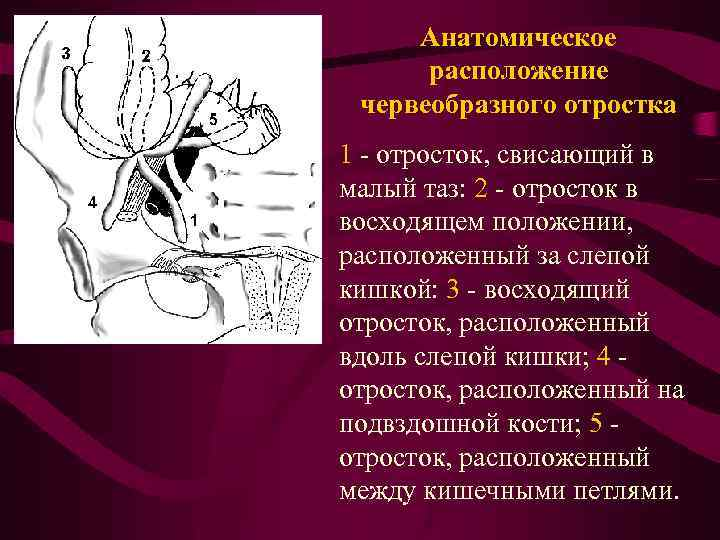 3
2
5
4
1
Анатомическое
расположение
червеобразного отростка
1 - отросток, свисающий в
малый таз: 2 - отросток в
восходящем положении,
расположенный за слепой
кишкой: 3 - восходящий
отросток, расположенный
вдоль слепой кишки; 4 -
отросток, расположенный на
подвздошной кости; 5 -
отросток, расположенный
между кишечными петлями.